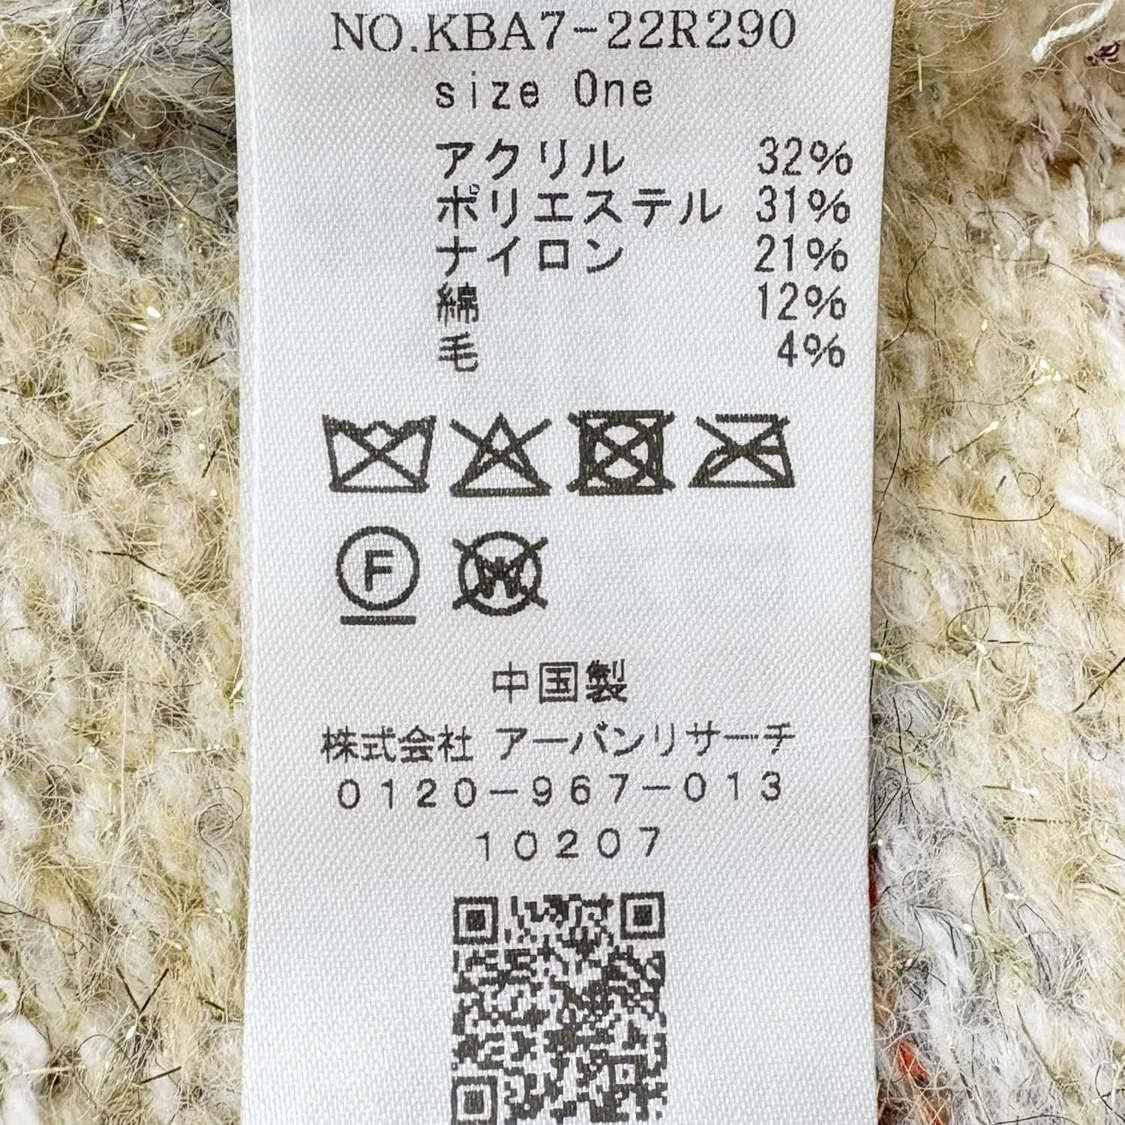 NO.KBA7-22R290
size One
アクリル 32%
ポリエステル 31%
ナイロン 21%
綿 12%
毛 4%
F
W
中国製
株式会社 アーバンリサーチ
0120-967-013
10207